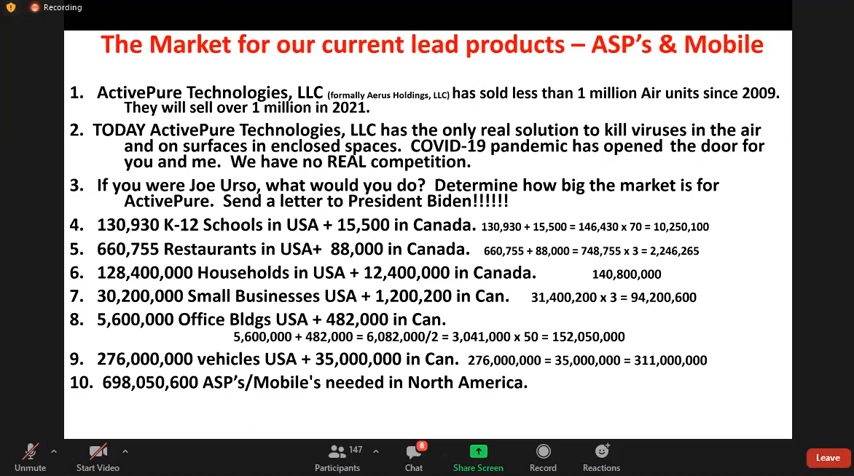 Recording
The Market for our current lead products – ASP's & Mobile
1. ActivePure Technologies, LLC (formally Aerus Holdings, LLC) has sold less than 1 million Air units since 2009.
They will sell over 1 million in 2021.
2. TODAY ActivePure Technologies, LLC has the only real solution to kill viruses in the air
and on surfaces in enclosed spaces. COVID-19 pandemic has opened the door for
you and me. We have no REAL competition.
3. If you were Joe Urso, what would you do? Determine how big the market is for
ActivePure. Send a letter to President Biden!!!!!!
4. 130,930 K-12 Schools in USA + 15,500 in Canada. 130,930 + 15,500 = 146,430 x 70 = 10,250,100
5. 660,755 Restaurants in USA+ 88,000 in Canada. 660,755 + 88,000 = 748,755 x 3 = 2,246,265
6. 128,400,000 Households in USA + 12,400,000 in Canada. 140,800,000
7. 30,200,000 Small Businesses USA + 1,200,200 in Can. 31,400,200 x 3 = 94,200,600
8. 5,600,000 Office Bldgs USA + 482,000 in Can.
5,600,000 + 482,000 = 6,082,000/2 = 3,041,000 x 50 = 152,050,000
9. 276,000,000 vehicles USA + 35,000,000 in Can. 276,000,000 = 35,000,000 = 311,000,000
10. 698,050,600 ASP's/Mobile's needed in North America.
147
8
Unmute Start Video Participants Chat Share Screen Record Reactions Leave